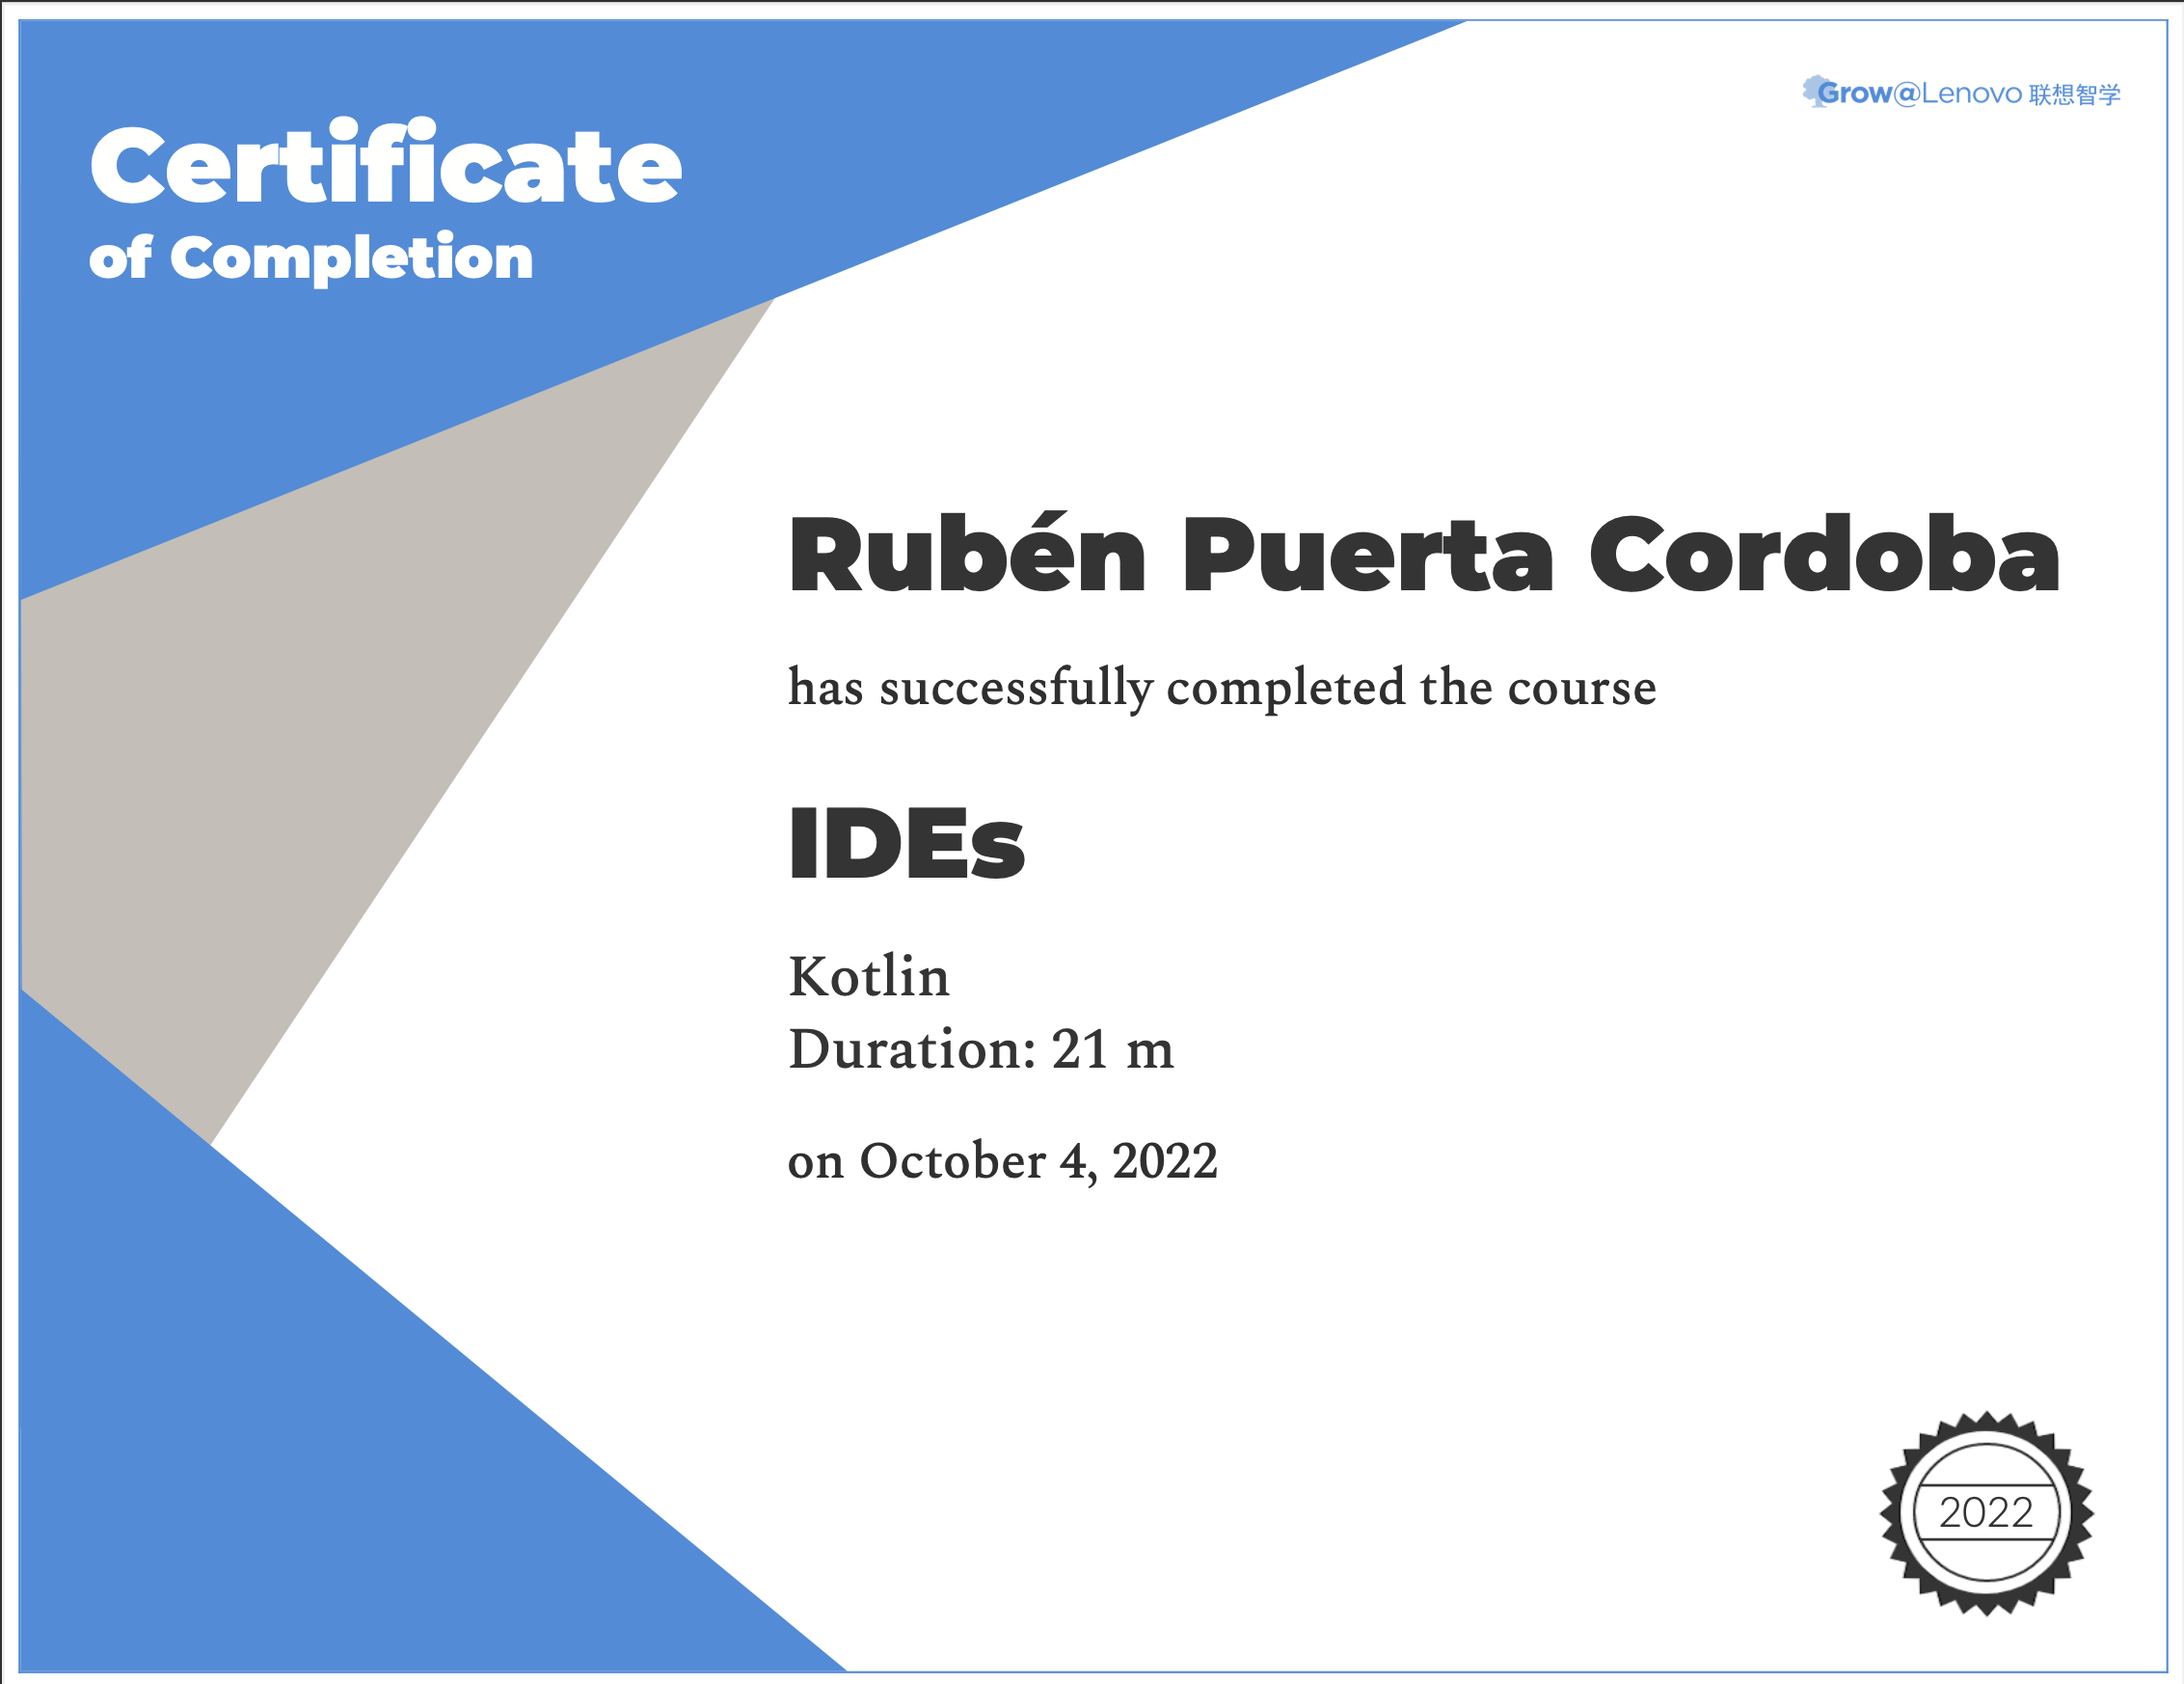 Certificate
of Completion
Grow@Lenovo 联想智学
Rubén Puerta Cordoba
has successfully completed the course
IDEs
Kotlin
Duration: 21 m
on October 4, 2022
2022